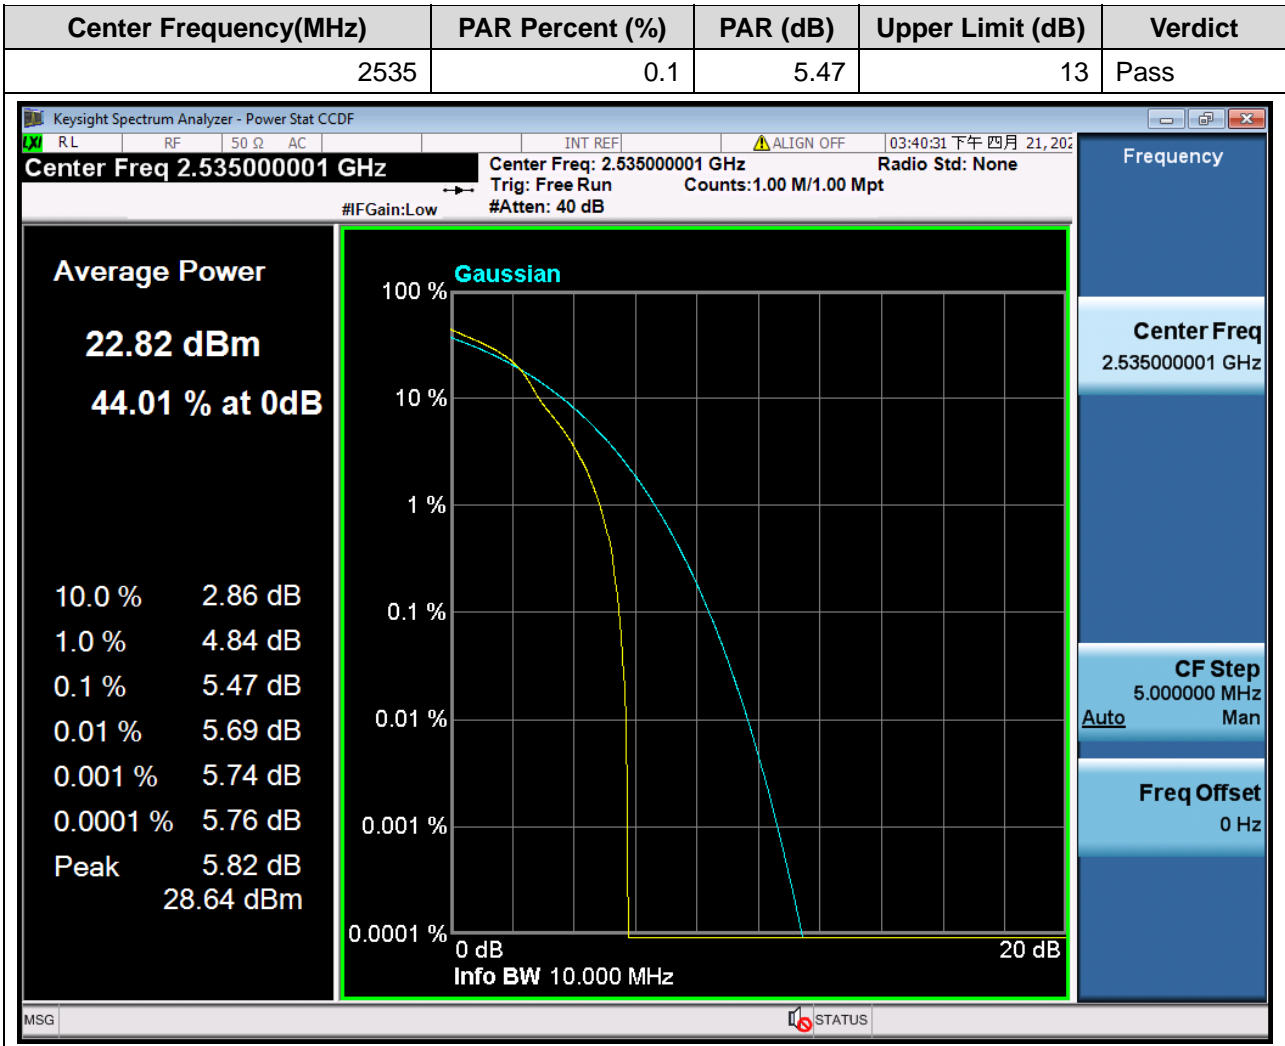 Center Frequency(MHz) PAR Percent (%) PAR (dB) Upper Limit (dB) Verdict
2535 0.1 5.47 13 Pass
Keysight Spectrum Analyzer - Power Stat CCDF
LXI RL RF 50 Ω AC INT REF ALIGN OFF 03:40:31 下午 四月 21, 202
Center Freq 2.535000001 GHz
Center Freq: 2.535000001 GHz Radio Std: None
Trig: Free Run Counts:1.00 M/1.00 Mpt
#IFGain:Low #Atten: 40 dB
Average Power
22.82 dBm
44.01 % at 0dB
10.0 % 2.86 dB
1.0 % 4.84 dB
0.1 % 5.47 dB
0.01 % 5.69 dB
0.001 % 5.74 dB
0.0001 % 5.76 dB
Peak 5.82 dB
28.64 dBm
Gaussian
100 %
10 %
1 %
0.1 %
0.01 %
0.001 %
0.0001 %
0 dB 20 dB
Info BW 10.000 MHz
Frequency
Center Freq
2.535000001 GHz
CF Step
5.000000 MHz
Auto Man
Freq Offset
0 Hz
MSG STATUS